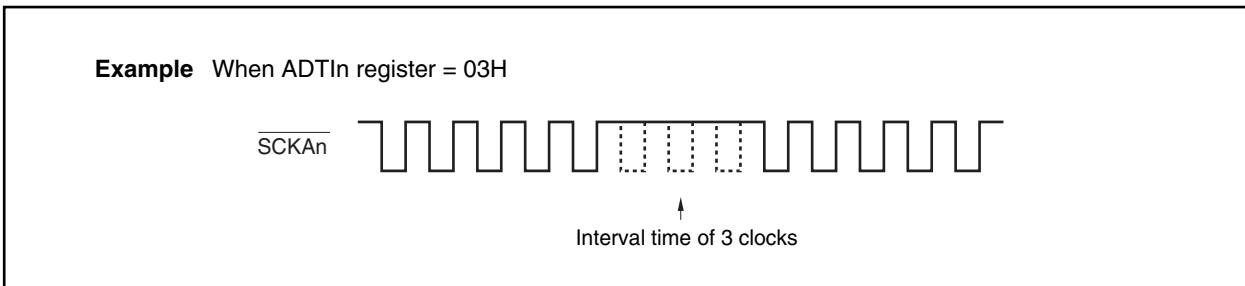 Example When ADTIn register = 03H
SCKAn
Interval time of 3 clocks